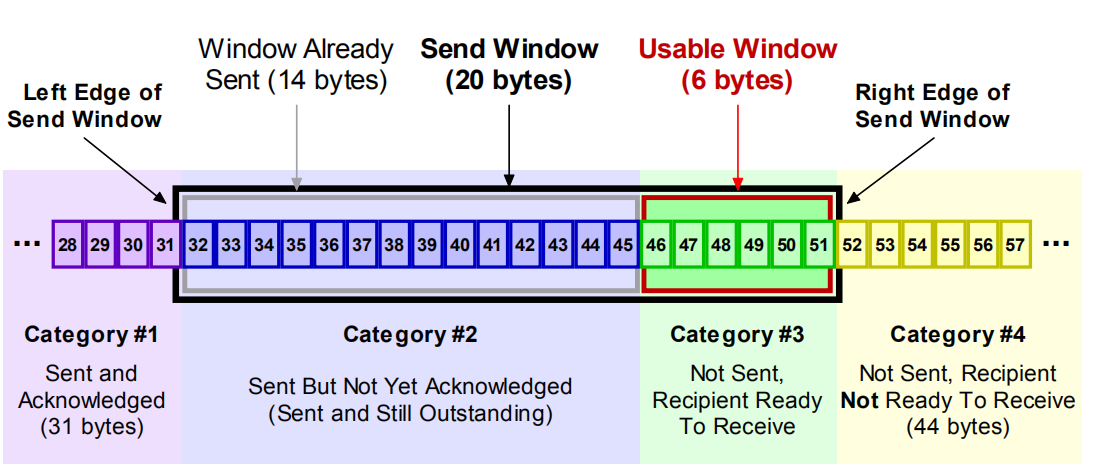 Window Already
Sent (14 bytes)
Send Window
(20 bytes)
Usable Window
(6 bytes)
Left Edge of
Send Window
Right Edge of
Send Window
... 28 29 30 31 32 33 34 35 36 37 38 39 40 41 42 43 44 45 46 47 48 49 50 51 52 53 54 55 56 57 ...
Category #1
Sent and
Acknowledged
(31 bytes)
Category #2
Sent But Not Yet Acknowledged
(Sent and Still Outstanding)
Category #3
Not Sent,
Recipient Ready
To Receive
Category #4
Not Sent, Recipient
Not Ready To Receive
(44 bytes)